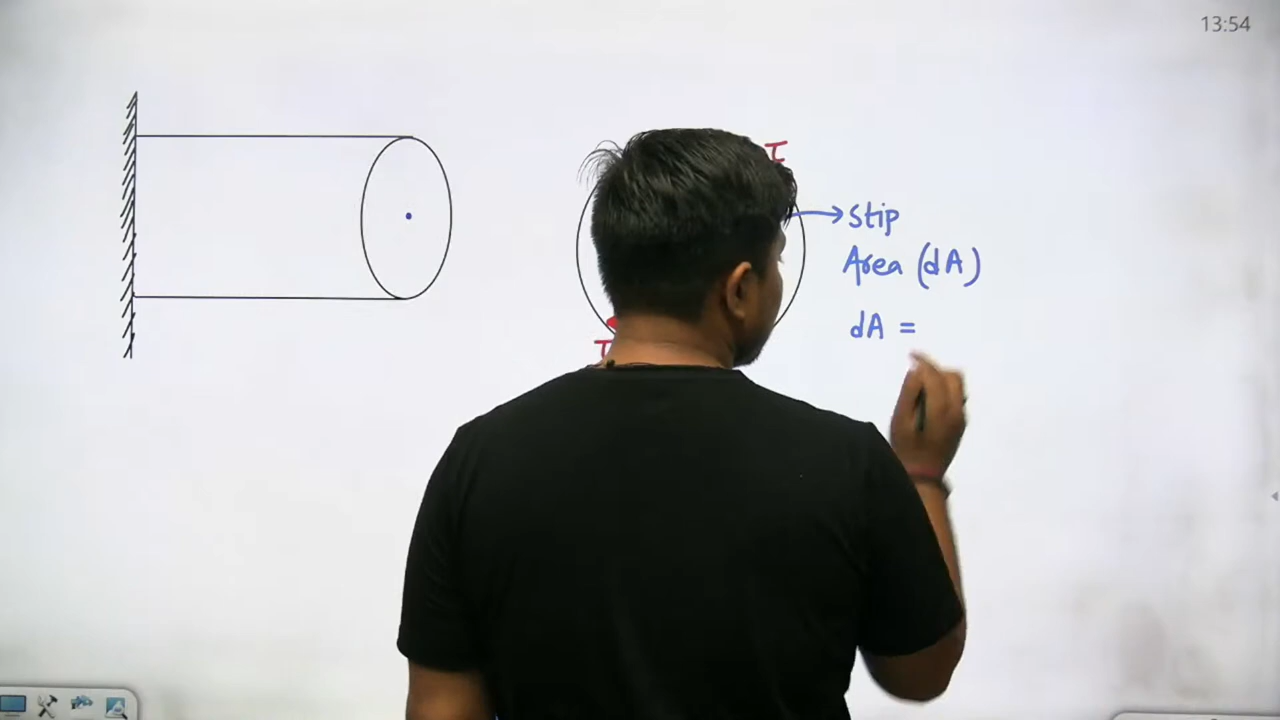 13:54
τ
Stip
Area (dA)
dA =